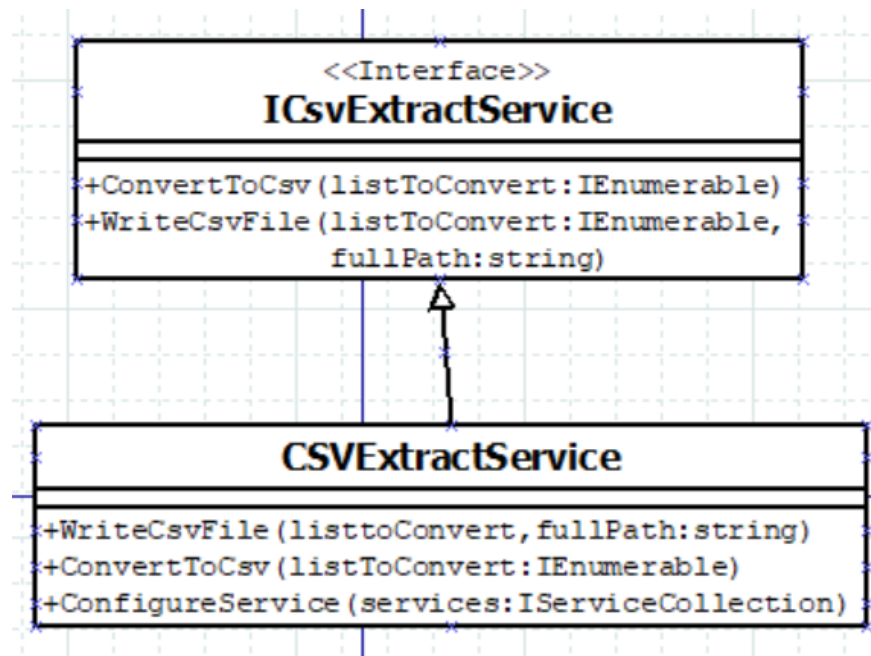 <<Interface>>
ICsvExtractService
+ConvertToCsv(listToConvert:IEnumerable)
+WriteCsvFile(listToConvert:IEnumerable,
fullPath:string)
CSVExtractService
+WriteCsvFile(listtoConvert,fullPath:string)
+ConvertToCsv(listToConvert:IEnumerable)
+ConfigureService(services:IServiceCollection)